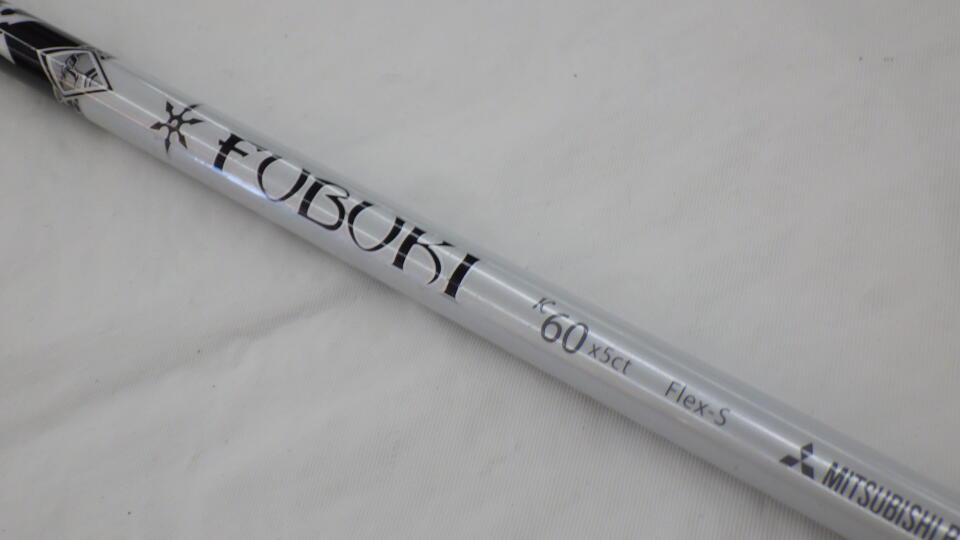 FUBUKI
K 60 x5ct Flex-S
MITSUBISHI